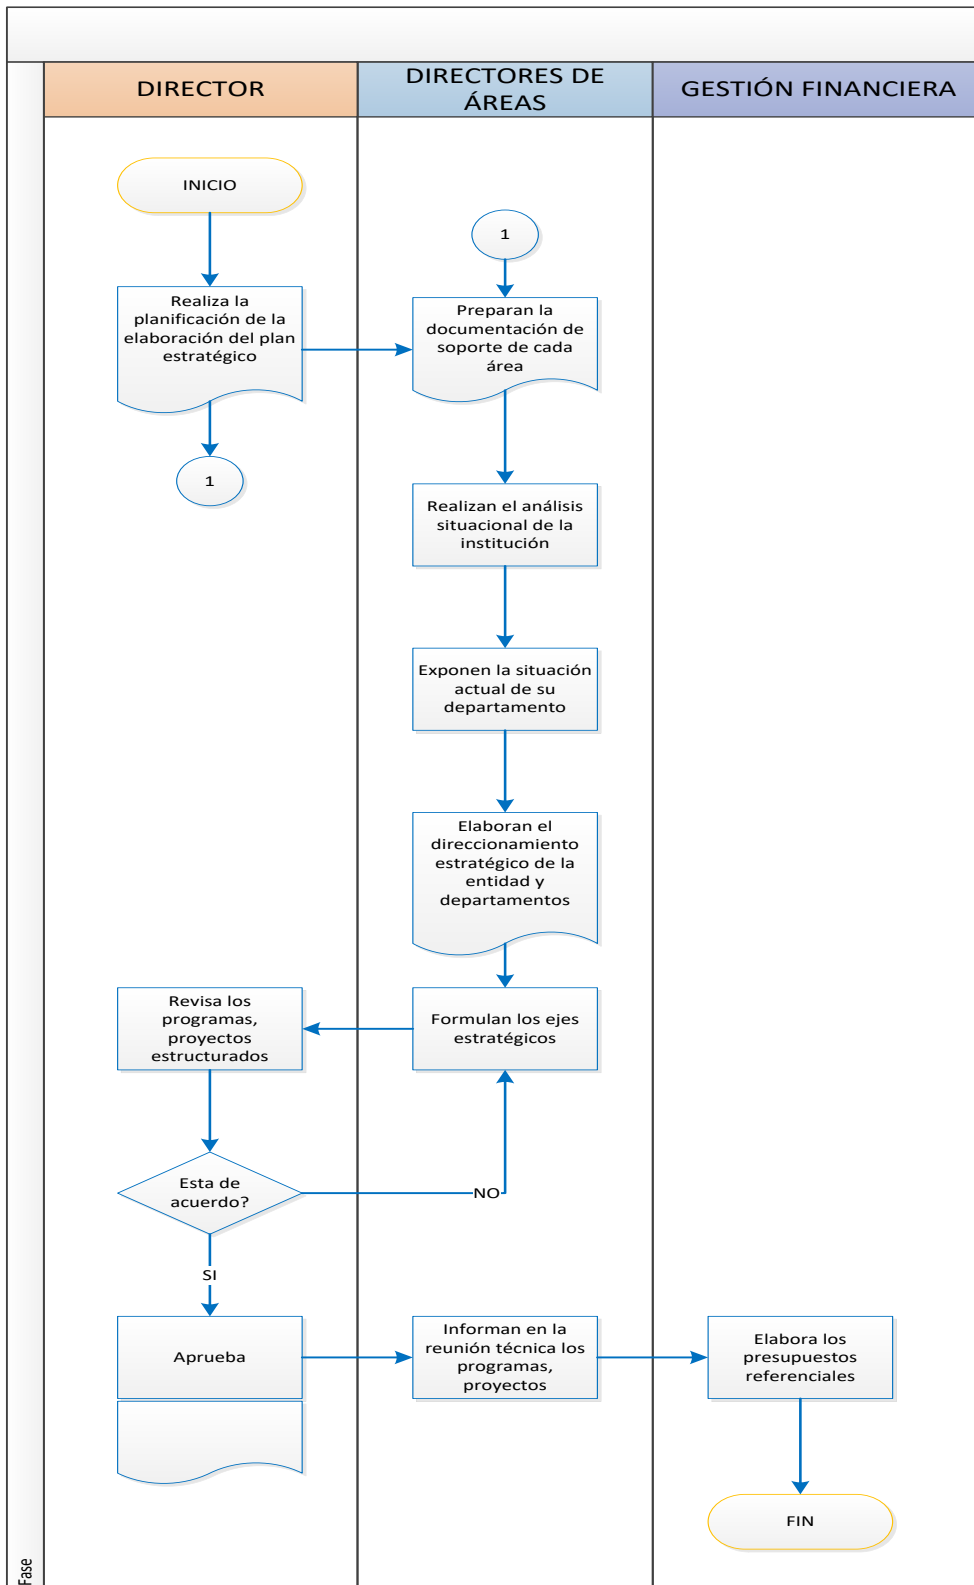 DIRECTOR
DIRECTORES DE
ÁREAS
GESTIÓN FINANCIERA
INICIO
1
Realiza la
planificación de la
elaboración del plan
estratégico
Preparan la
documentación de
soporte de cada
área
1
Realizan el análisis
situacional de la
institución
Exponen la situación
actual de su
departamento
Elaboran el
direccionamiento
estratégico de la
entidad y
departamentos
Revisa los
programas,
proyectos
estructurados
Formulan los ejes
estratégicos
Esta de
acuerdo?
NO
SI
Aprueba
Informan en la
reunión técnica los
programas,
proyectos
Elabora los
presupuestos
referenciales
FIN
Fase